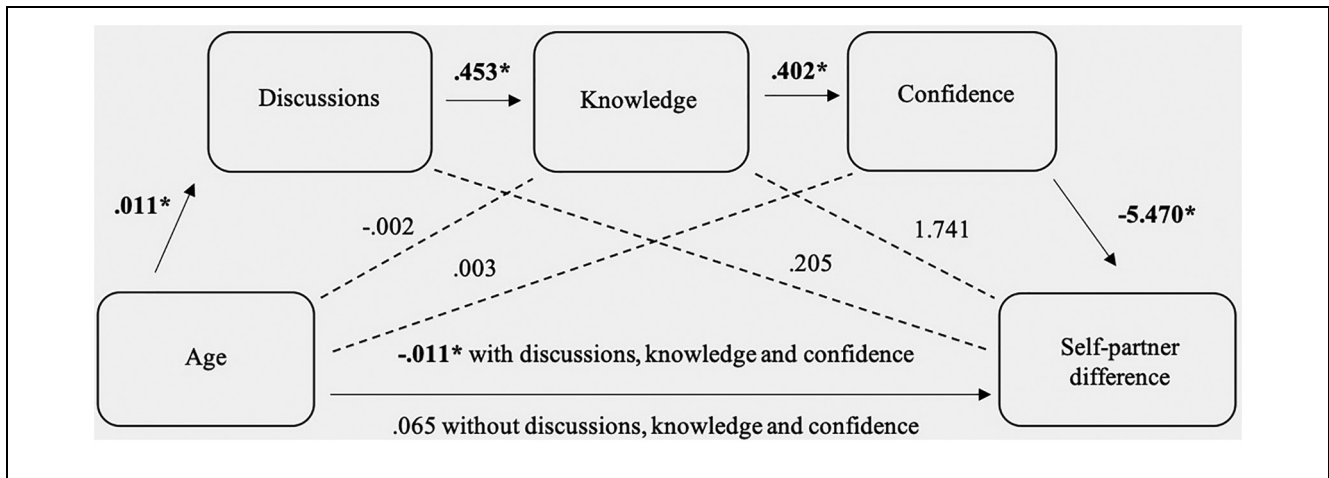 Discussions
.453*
Knowledge
.402*
Confidence
.011*
-.002
.003
.205
1.741
-5.470*
Age
-.011* with discussions, knowledge and confidence
.065 without discussions, knowledge and confidence
Self-partner
difference